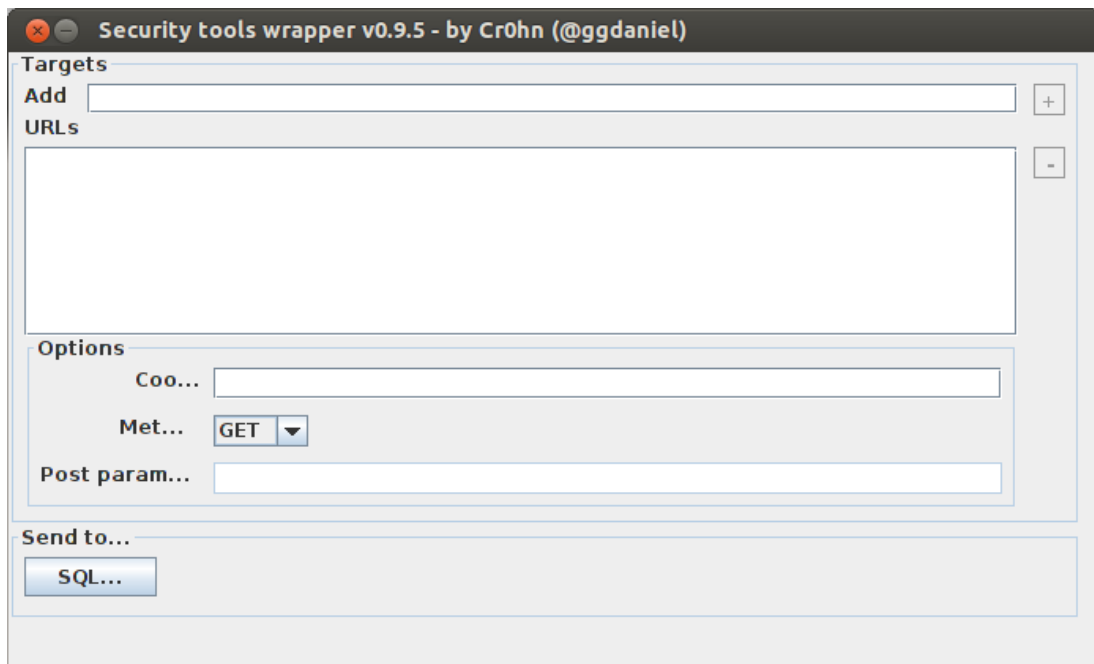 Security tools wrapper v0.9.5 - by Cr0hn (@ggdaniel)
Targets
Add
+
URLs
-
Options
Coo...
Met...
GET
Post param...
Send to...
SQL...